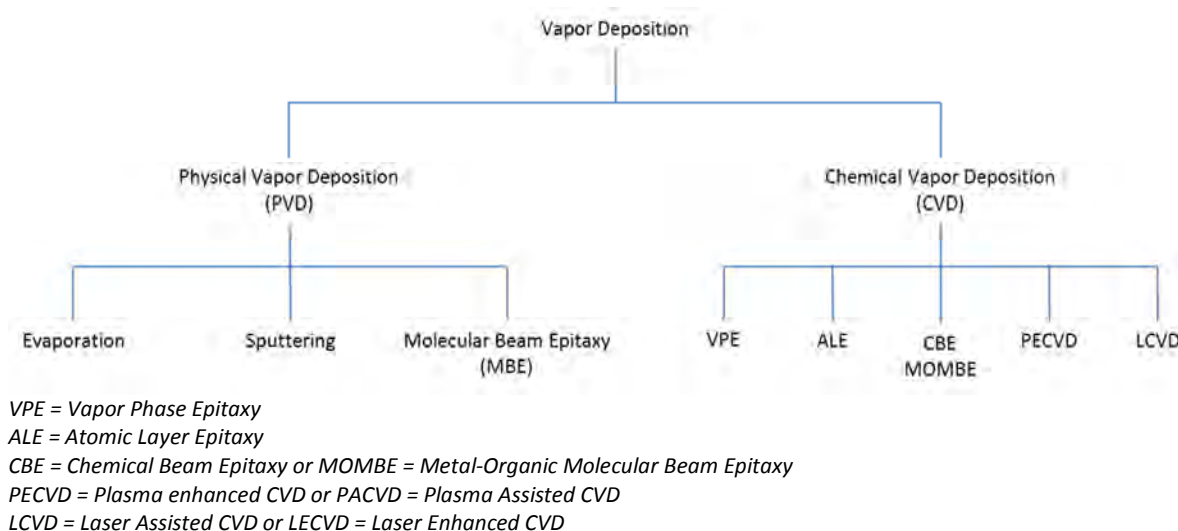 Vapor Deposition
Physical Vapor Deposition
(PVD)
Chemical Vapor Deposition
(CVD)
Evaporation
Sputtering
Molecular Beam Epitaxy
(MBE)
VPE
ALE
CBE
MOMBE
PECVD
LCVD
VPE = Vapor Phase Epitaxy
ALE = Atomic Layer Epitaxy
CBE = Chemical Beam Epitaxy or MOMBE = Metal-Organic Molecular Beam Epitaxy
PECVD = Plasma enhanced CVD or PACVD = Plasma Assisted CVD
LCVD = Laser Assisted CVD or LECVD = Laser Enhanced CVD